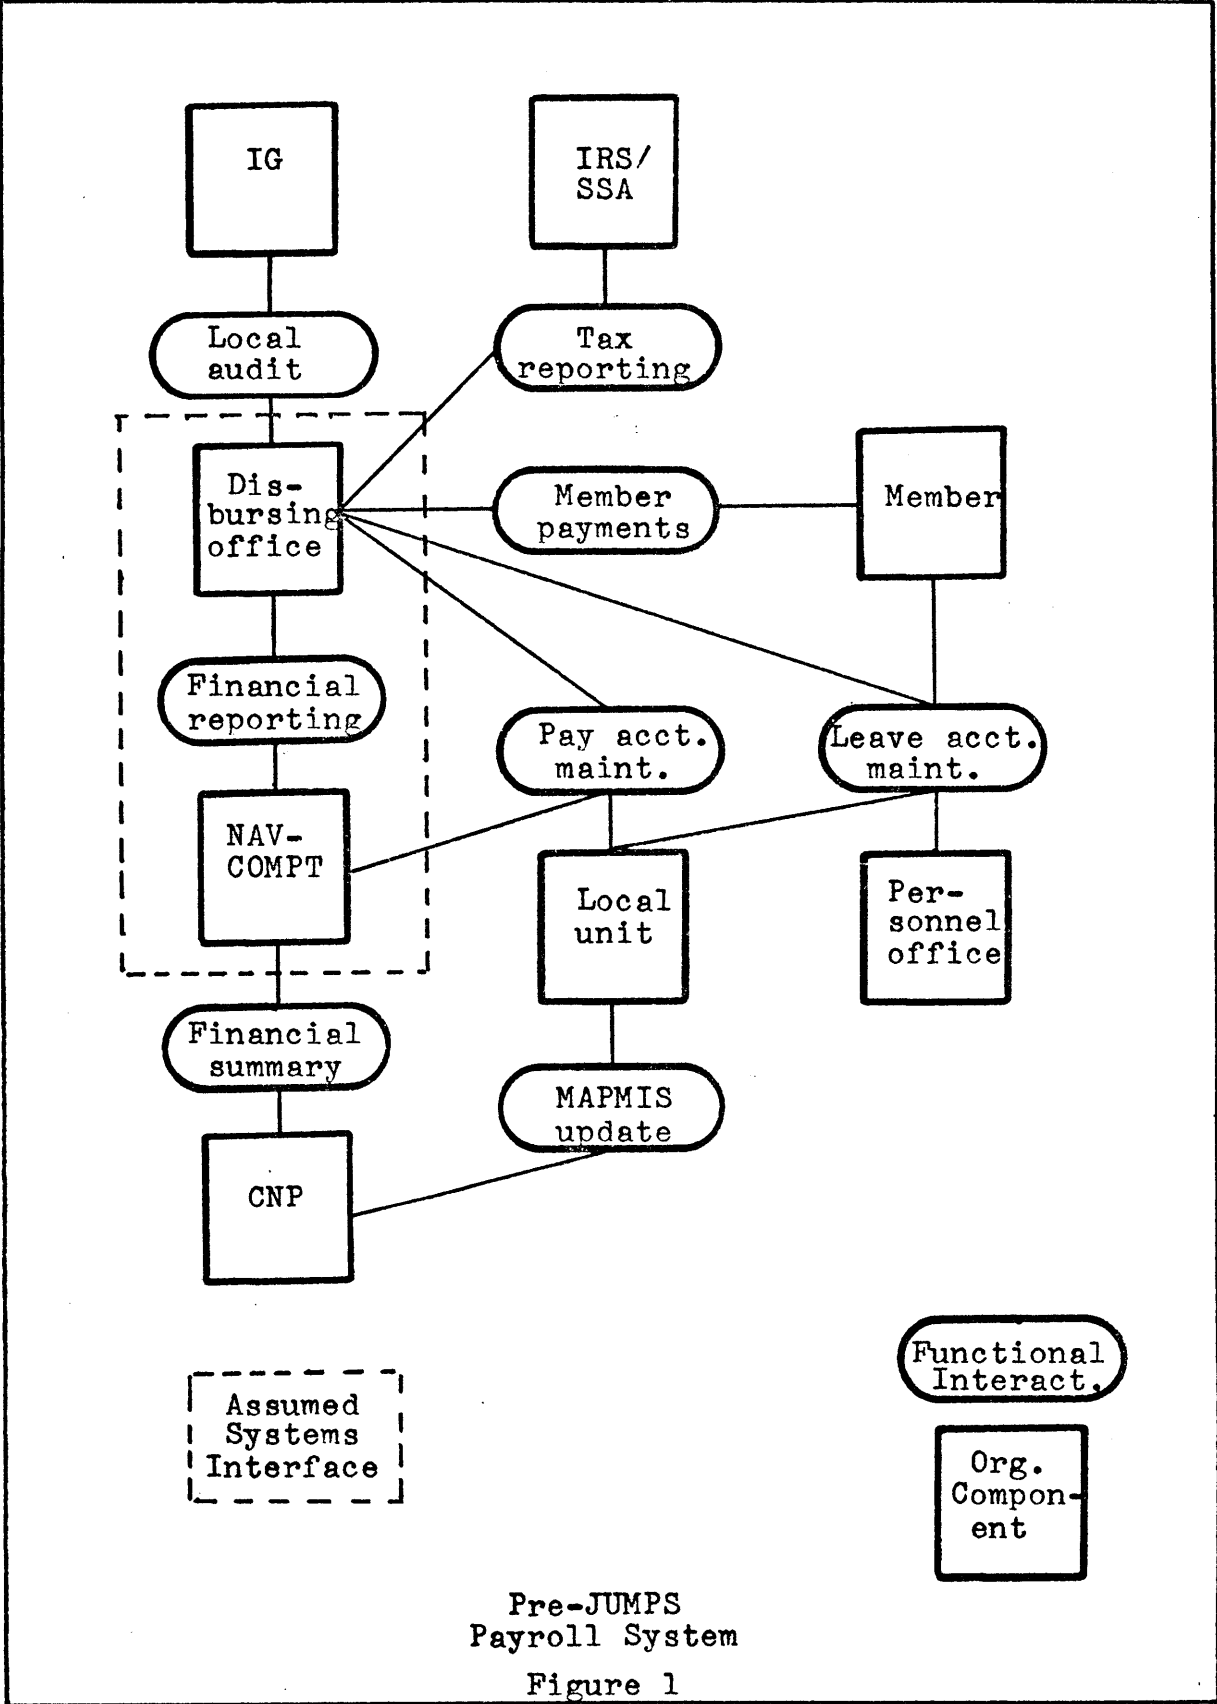 IG
IRS/
SSA
Local
audit
Tax
reporting
Dis-
bursing
office
Member
payments
Member
Financial
reporting
Pay acct.
maint.
Leave acct.
maint.
NAV-
COMPT
Local
unit
Per-
sonnel
office
Financial
summary
MAPMIS
update
CNP
Functional
Interact.
Assumed
Systems
Interface
Org.
Compon-
ent
Pre-JUMPS
Payroll System
Figure 1